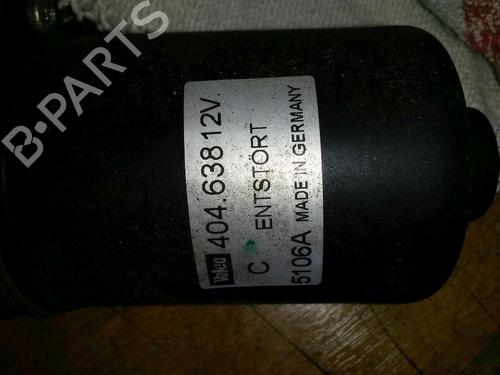 Valeo 404.638 12V.
C ENTSTÖRT
5106A MADE IN GERMANY
B-PARTS